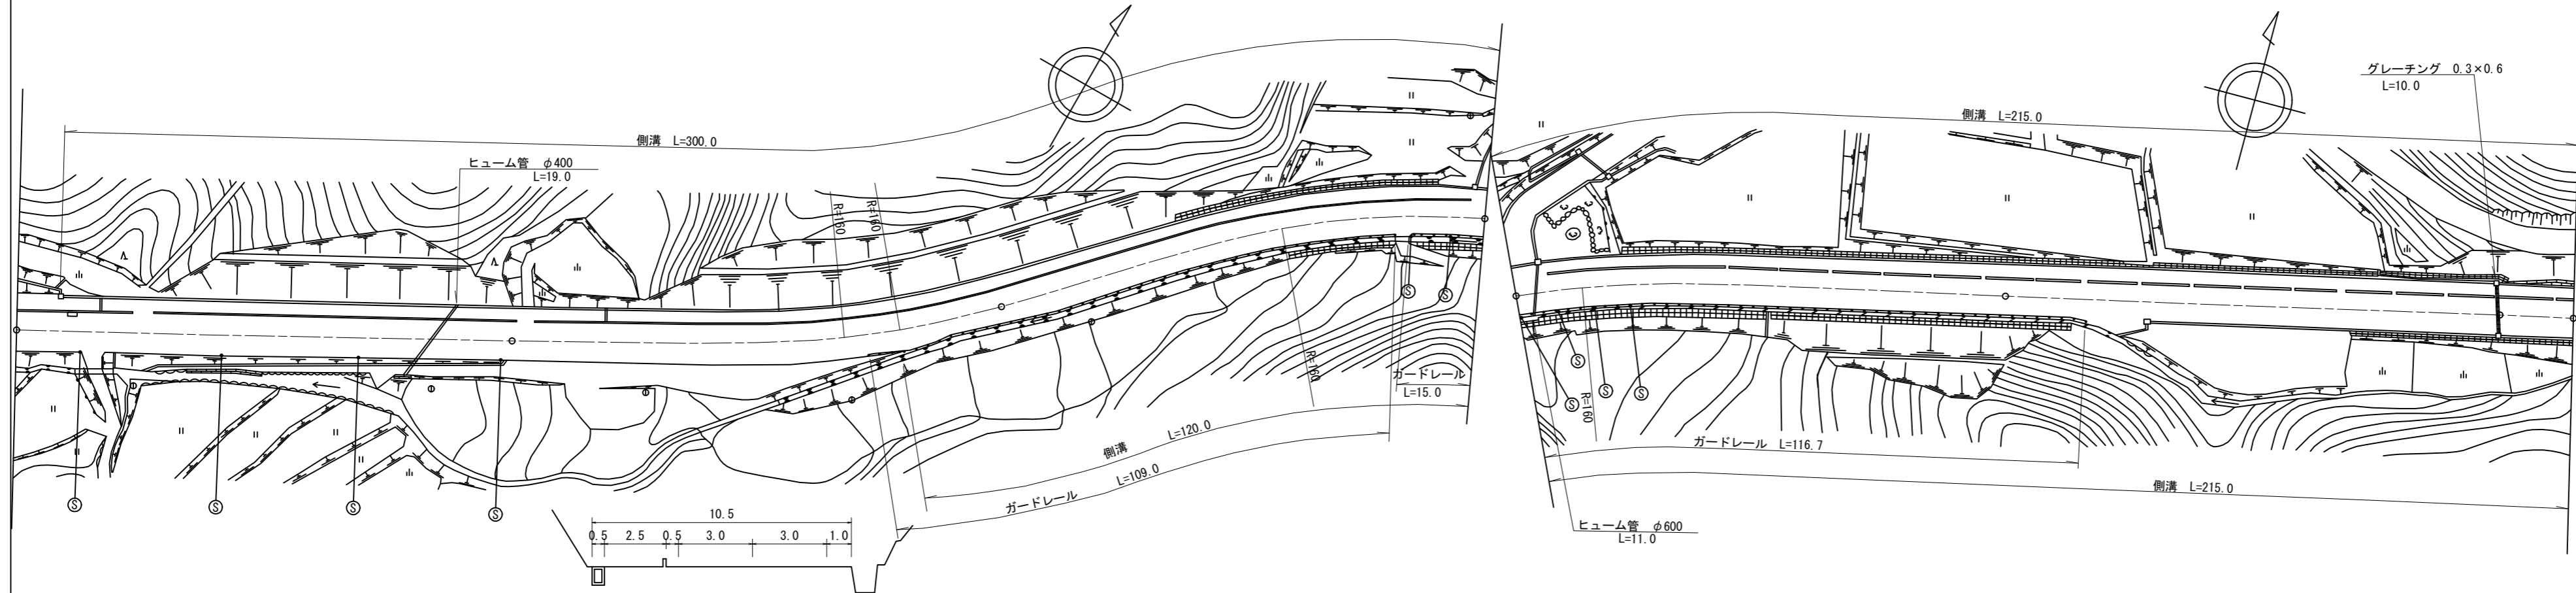 側溝 L=300.0
ヒューム管 φ400
L=19.0
R=160
R=160
R=160
ガードレール
L=15.0
側溝 L=120.0
ガードレール L=109.0
10.5
0.5 2.5 0.5 3.0 3.0 1.0
Ⓢ
Ⓢ
Ⓢ
Ⓢ
Ⓢ
Ⓢ
グレーチング 0.3×0.6
L=10.0
側溝 L=215.0
Ⓢ
Ⓢ
Ⓢ
Ⓢ
R=160
ガードレール L=116.7
側溝 L=215.0
ヒューム管 φ600
L=11.0